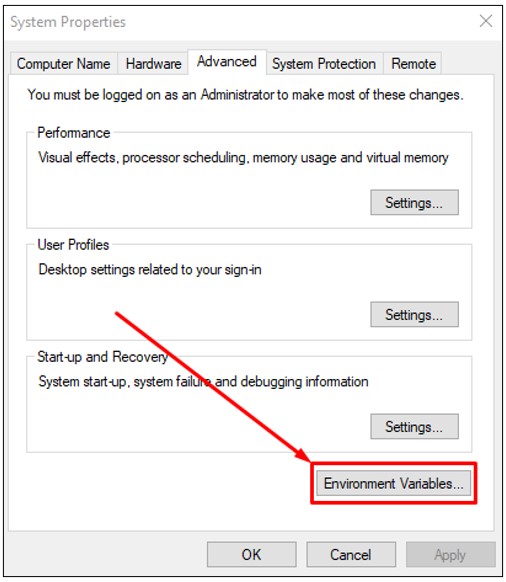 System Properties
Computer Name Hardware Advanced System Protection Remote
You must be logged on as an Administrator to make most of these changes.
Performance
Visual effects, processor scheduling, memory usage and virtual memory
Settings...
User Profiles
Desktop settings related to your sign-in
Settings...
Start-up and Recovery
System start-up, system failure and debugging information
Settings...
Environment Variables...
OK Cancel Apply